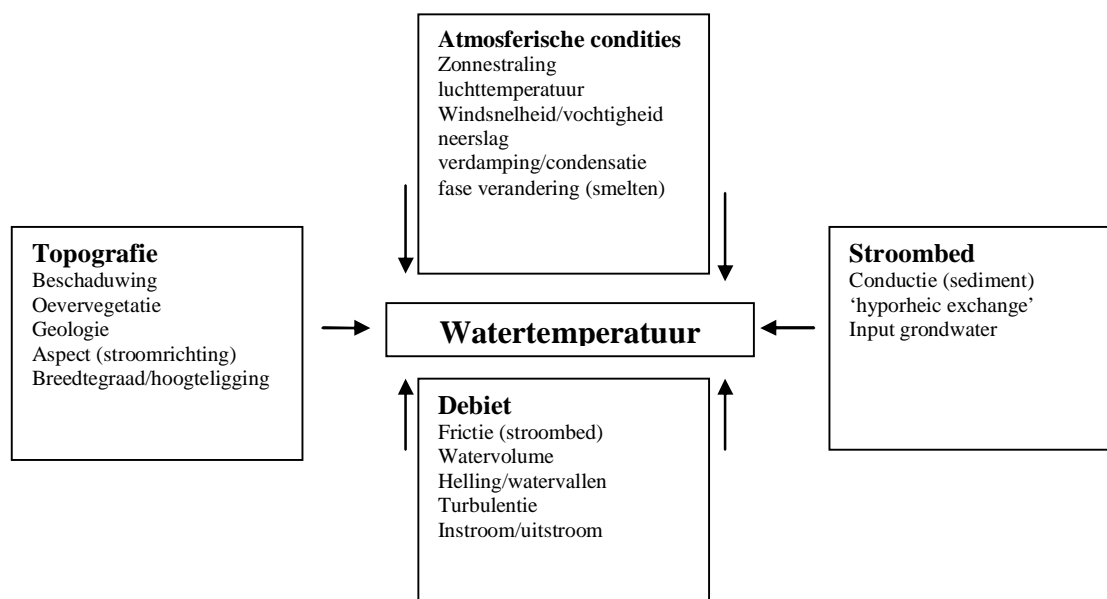 Atmosferische condities
Zonnestraling
luchttemperatuur
Windsnelheid/vochtigheid
neerslag
verdamping/condensatie
fase verandering (smelten)
Topografie
Beschaduwing
Oevervegetatie
Geologie
Aspect (stroomrichting)
Breedtegraad/hoogteligging
Watertemperatuur
Stroombed
Conductie (sediment)
‘hyporheic exchange’
Input grondwater
Debiet
Frictie (stroombed)
Watervolume
Helling/watervallen
Turbulentie
Instroom/uitstroom